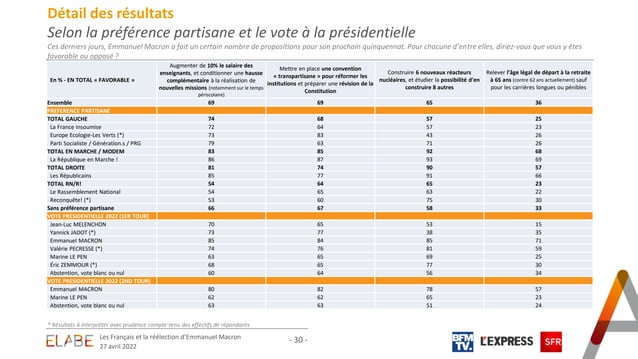 Détail des résultats
Selon la préférence partisane et le vote à la présidentielle
Ces derniers jours, Emmanuel Macron a fait un certain nombre de propositions pour son prochain quinquennat. Pour chacune d'entre elles, diriez-vous que vous y êtes
favorable ou opposé ?
En % - EN TOTAL « FAVORABLE »
Augmenter de 10% le salaire des enseignants, et conditionner une hausse complémentaire à la réalisation de nouvelles missions (notamment sur le temps périscolaire)
Mettre en place une convention « transpartisane » pour réformer les institutions et préparer une révision de la Constitution
Construire 6 nouveaux réacteurs nucléaires, et étudier la possibilité d'en construire 8 autres
Relever l'âge légal de départ à la retraite à 65 ans (contre 62 ans actuellement) sauf pour les carrières longues ou pénibles
Ensemble 69 69 65 36
PREFERENCE PARTISANE
TOTAL GAUCHE 74 68 57 25
La France Insoumise 72 64 57 23
Europe Ecologie-Les Verts (*) 73 83 43 26
Parti Socialiste / Génération.s / PRG 79 63 71 26
TOTAL EN MARCHE / MODEM 83 85 92 68
La République en Marche ! 86 87 93 69
TOTAL DROITE 81 74 90 57
Les Républicains 85 77 91 66
TOTAL RN/R! 54 64 65 23
Le Rassemblement National 54 65 63 22
Reconquête! (*) 53 60 75 30
Sans préférence partisane 66 67 58 33
VOTE PRESIDENTIELLE 2022 (1ER TOUR)
Jean-Luc MELENCHON 70 65 53 15
Yannick JADOT (*) 73 77 38 35
Emmanuel MACRON 85 84 85 71
Valérie PECRESSE (*) 74 76 81 59
Marine LE PEN 63 65 69 25
Éric ZEMMOUR (*) 68 65 77 30
Abstention, vote blanc ou nul 60 64 56 34
VOTE PRESIDENTIELLE 2022 (2ND TOUR)
Emmanuel MACRON 80 82 78 57
Marine LE PEN 62 62 65 23
Abstention, vote blanc ou nul 63 63 51 24
* Résultats à interpréter avec prudence compte-tenu des effectifs de répondants
ELABE
Les Français et la réélection d'Emmanuel Macron
27 avril 2022
- 30 -
BFM
TV.
L'EXPRESS
SFR